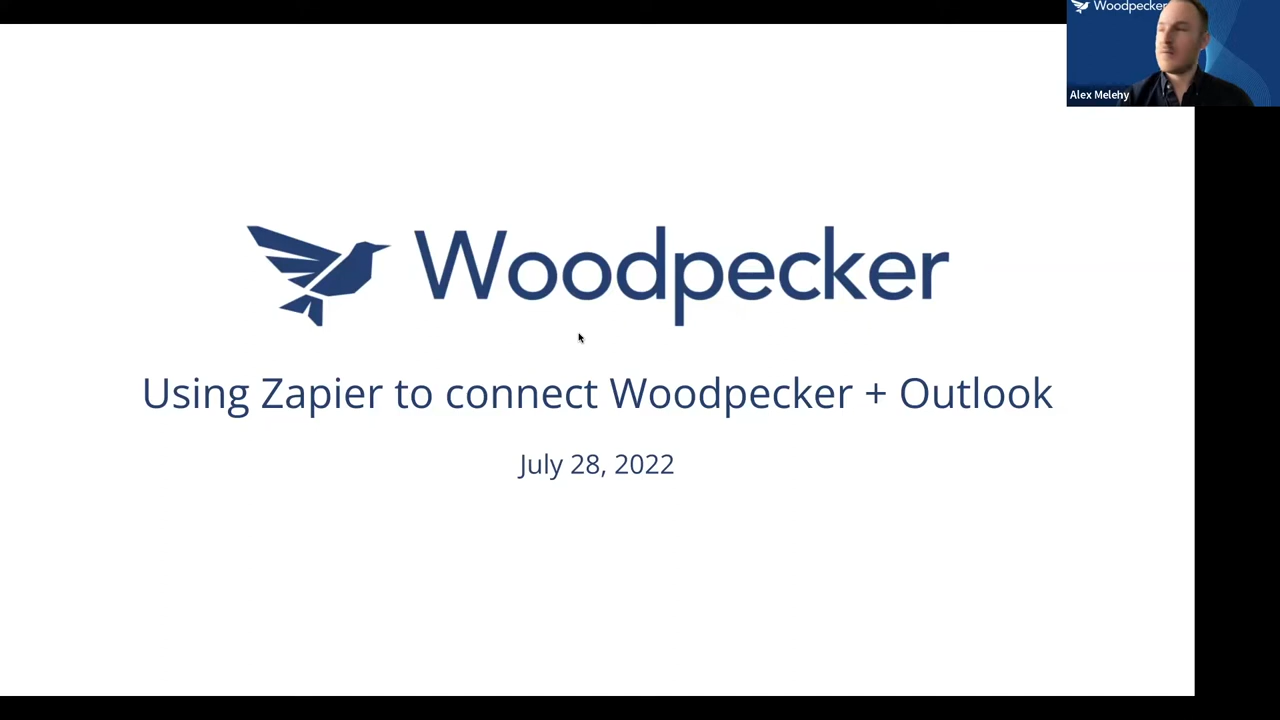 Woodpecker
Alex Melehy
Woodpecker
Using Zapier to connect Woodpecker + Outlook
July 28, 2022